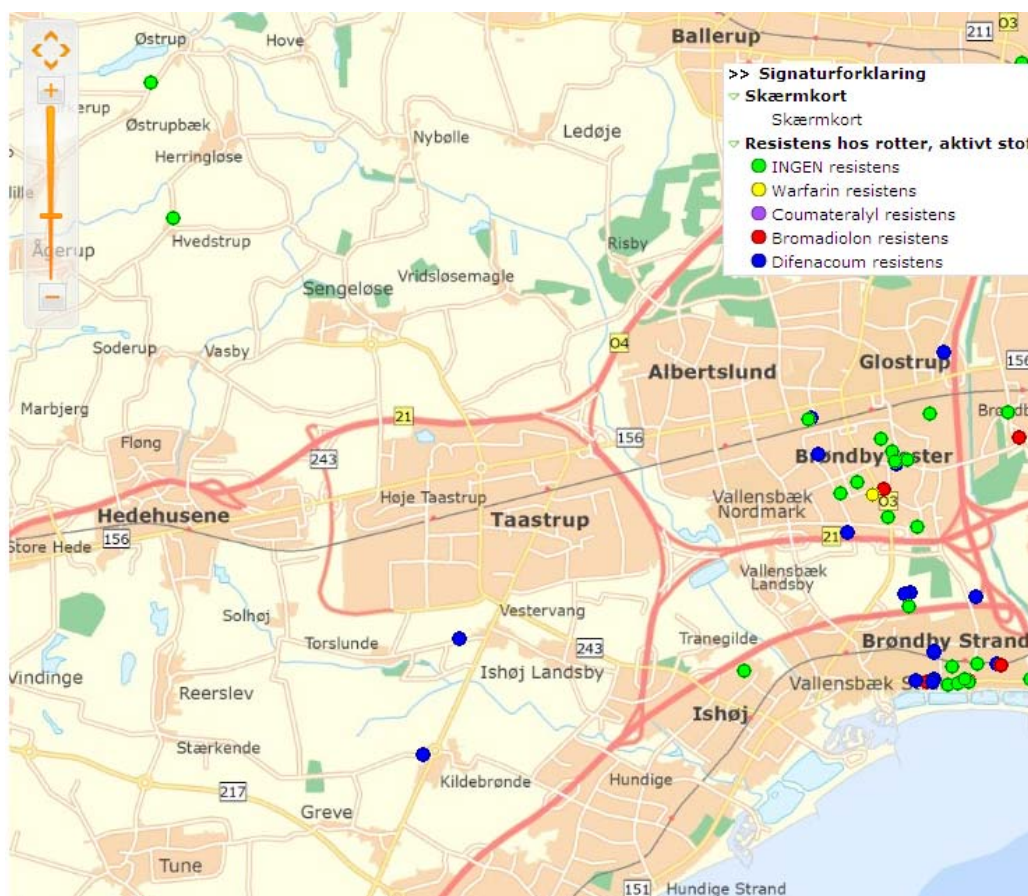 Østrup
Hove
Ballerup
211
O3
>> Signaturforklaring
Skærmkort
Skærmkort
Resistens hos rotter, aktivt stof
INGEN resistens
Warfarin resistens
Coumateralyl resistens
Bromadiolon resistens
Difenacoum resistens
Østrupbæk
Nybølle
Ledøje
Herringløse
Hvedstrup
Ågerup
Risby
Vridsløsemagle
Sengeløse
O4
Soderup
Vasby
Glostrup
156
Albertslund
21
Marbjerg
Fløng
156
243
Høje Taastrup
Vallensbæk
Nordmark
O3
Hedehusene
Taastrup
21
156
Store Hede
Vallensbæk
Landsby
Solhøj
Vestervang
Torslunde
243
Tranegilde
Brøndby Strand
Ishøj Landsby
Vindinge
Reerslev
Vallensbæk
Ishøj
Stærkende
Kildebrønde
Hundige
217
Greve
Tune
151
Hundige Strand